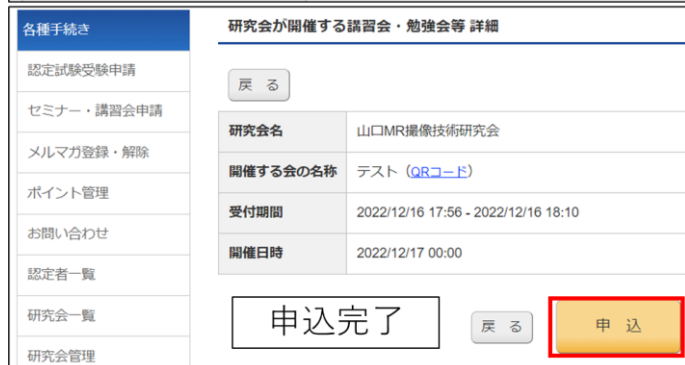 各種手続き
認定試験受験申請
セミナー・講習会申請
メルマガ登録・解除
ポイント管理
お問い合わせ
認定者一覧
研究会一覧
研究会管理
研究会が開催する講習会・勉強会等 詳細
戻 る
研究会名 山口MR撮像技術研究会
開催する会の名称 テスト（QRコード）
受付期間 2022/12/16 17:56 - 2022/12/16 18:10
開催日時 2022/12/17 00:00
申込完了 戻 る 申 込